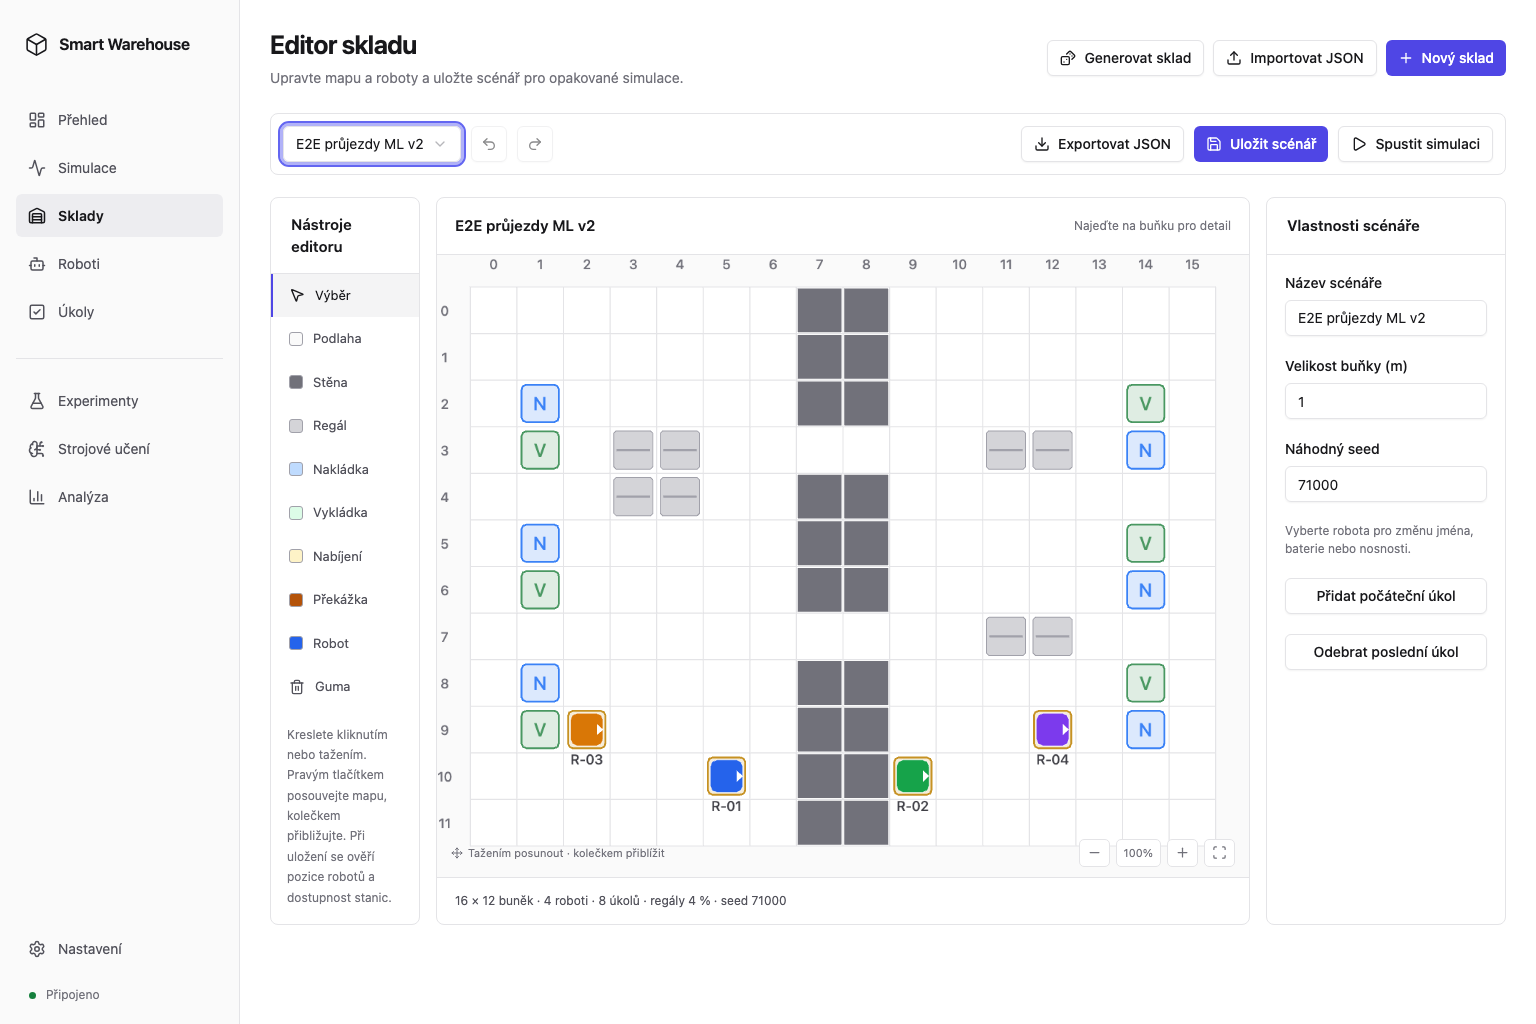 Smart Warehouse
Přehled
Simulace
Sklady
Roboti
Úkoly
Experimenty
Strojové učení
Analýza
Nastavení
Připojeno
Editor skladu
Upravte mapu a roboty a uložte scénář pro opakované simulace.
Generovat sklad
Importovat JSON
Nový sklad
E2E průjezdy ML v2
Exportovat JSON
Uložit scénář
Spustit simulaci
Nástroje
editoru
Výběr
Podlaha
Stěna
Regál
Nakládka
Vykládka
Nabíjení
Překážka
Robot
Guma
Kreslete kliknutím
nebo tažením.
Pravým tlačítkem
posouvejte mapu,
kolečkem
přibližujte. Při
uložení se ověří
pozice robotů a
dostupnost stanic.
E2E průjezdy ML v2
Najeďte na buňku pro detail
0 1 2 3 4 5 6 7 8 9 10 11 12 13 14 15
0
1
2 N V
3 V N
4
5 N V
6 V N
7
8 N V
9 V N
R-03 R-04
10
R-01 R-02
11
Tažením posunout · kolečkem přiblížit
100%
16 × 12 buněk · 4 roboti · 8 úkolů · regály 4 % · seed 71000
Vlastnosti scénáře
Název scénáře
E2E průjezdy ML v2
Velikost buňky (m)
1
Náhodný seed
71000
Vyberte robota pro změnu jména,
baterie nebo nosnosti.
Přidat počáteční úkol
Odebrat poslední úkol